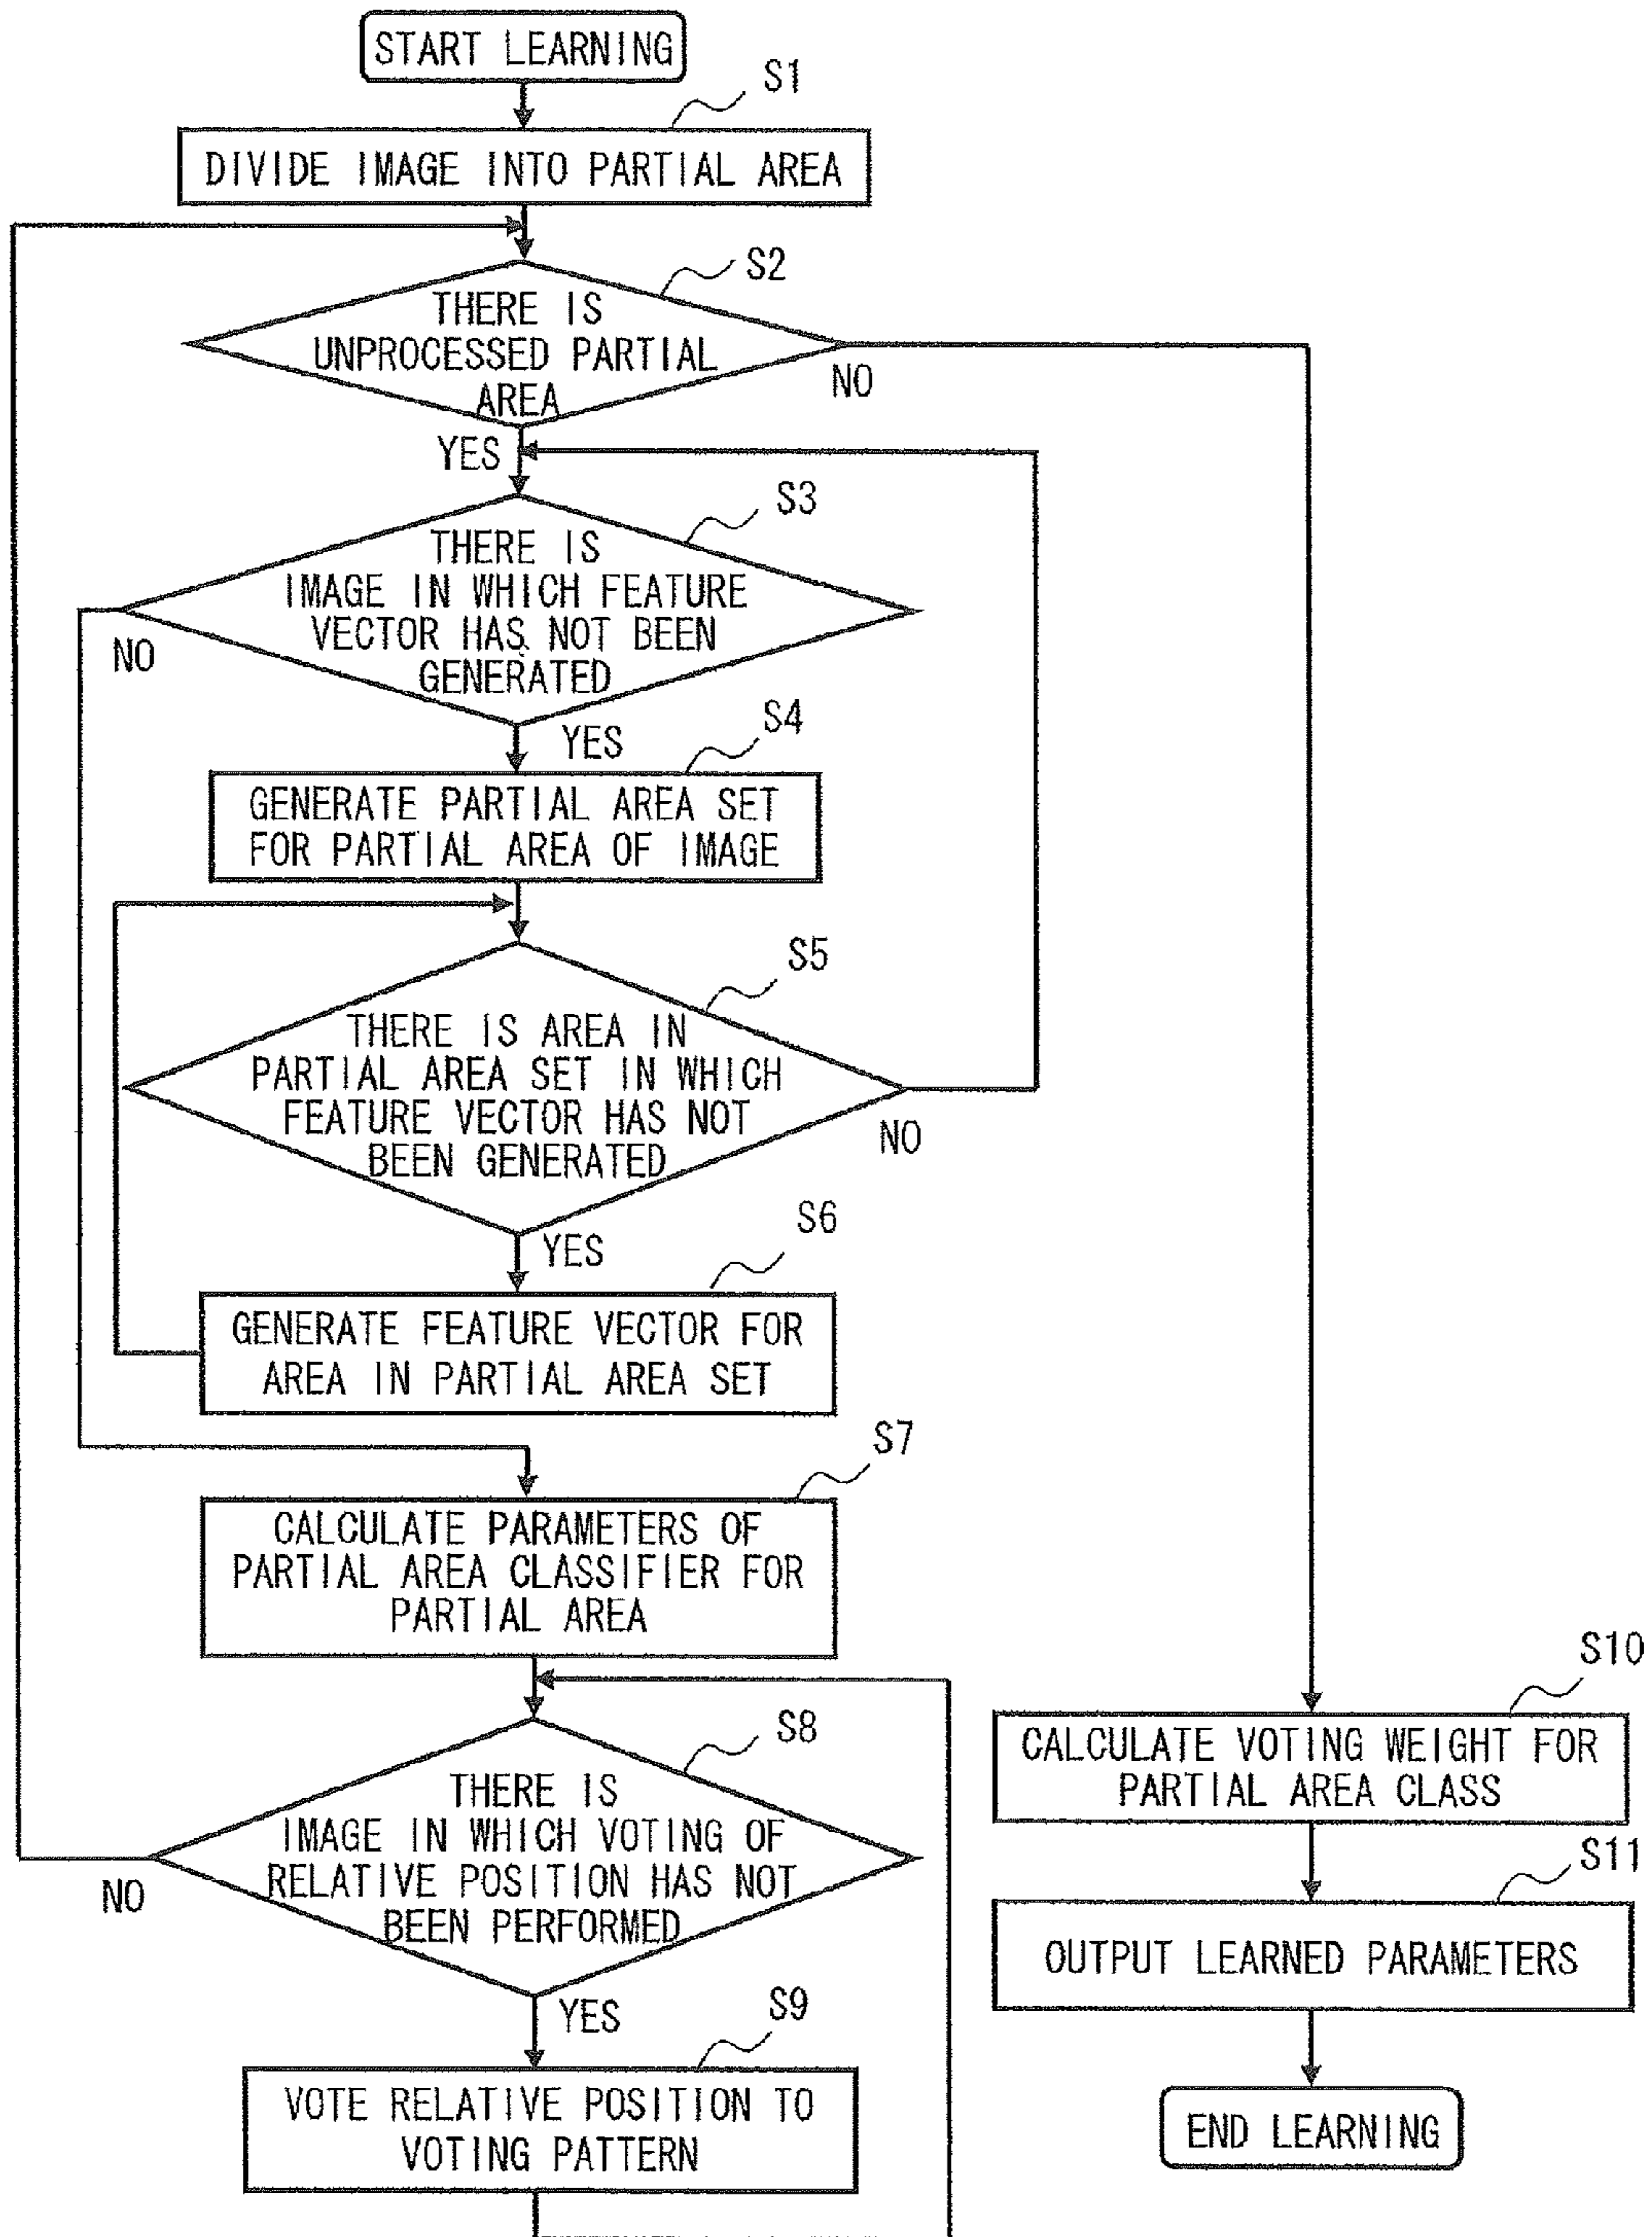 START LEARNING
S1
DIVIDE IMAGE INTO PARTIAL AREA
S2
THERE IS
UNPROCESSED PARTIAL
AREA
NO
YES
S3
THERE IS
IMAGE IN WHICH FEATURE
VECTOR HAS NOT BEEN
GENERATED
NO
YES
S4
GENERATE PARTIAL AREA SET
FOR PARTIAL AREA OF IMAGE
S5
THERE IS AREA IN
PARTIAL AREA SET IN WHICH
FEATURE VECTOR HAS NOT
BEEN GENERATED
NO
YES
S6
GENERATE FEATURE VECTOR FOR
AREA IN PARTIAL AREA SET
S7
CALCULATE PARAMETERS OF
PARTIAL AREA CLASSIFIER FOR
PARTIAL AREA
S8
THERE IS
IMAGE IN WHICH VOTING OF
RELATIVE POSITION HAS NOT
BEEN PERFORMED
NO
YES
S9
VOTE RELATIVE POSITION TO
VOTING PATTERN
S10
CALCULATE VOTING WEIGHT FOR
PARTIAL AREA CLASS
S11
OUTPUT LEARNED PARAMETERS
END LEARNING